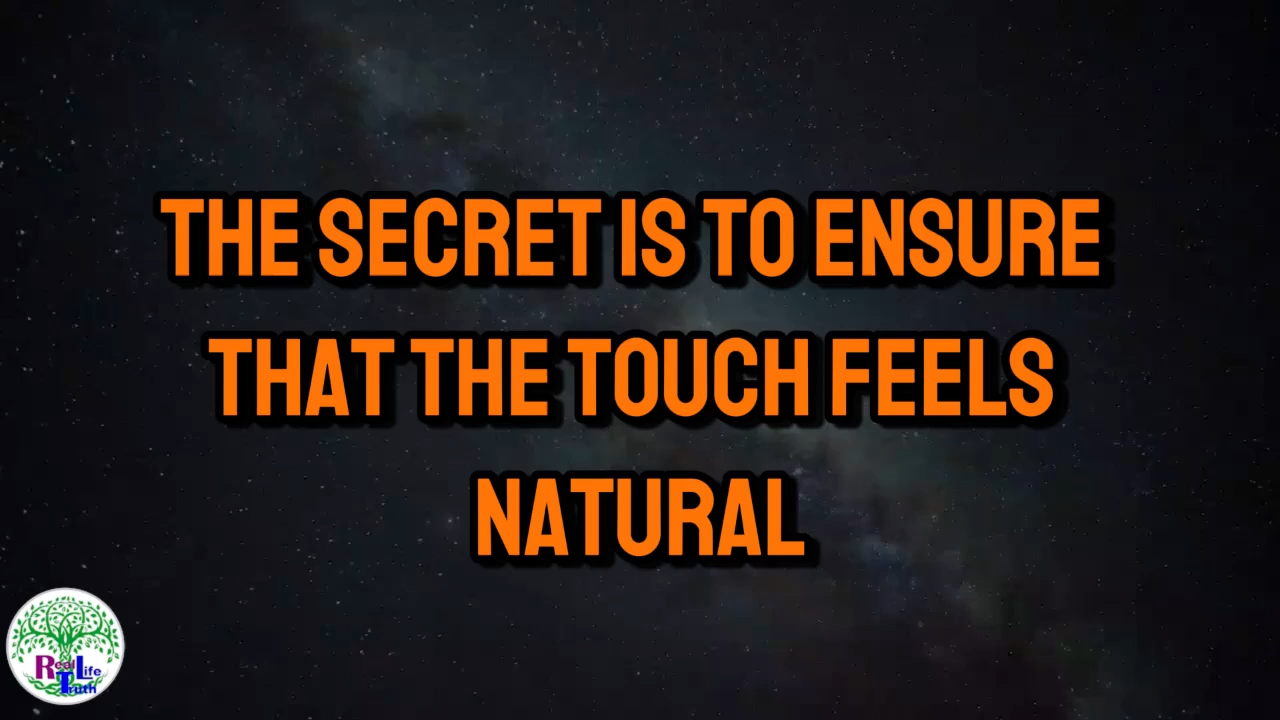 THE SECRET IS TO ENSURE
THAT THE TOUCH FEELS
NATURAL
Real Life
Truth